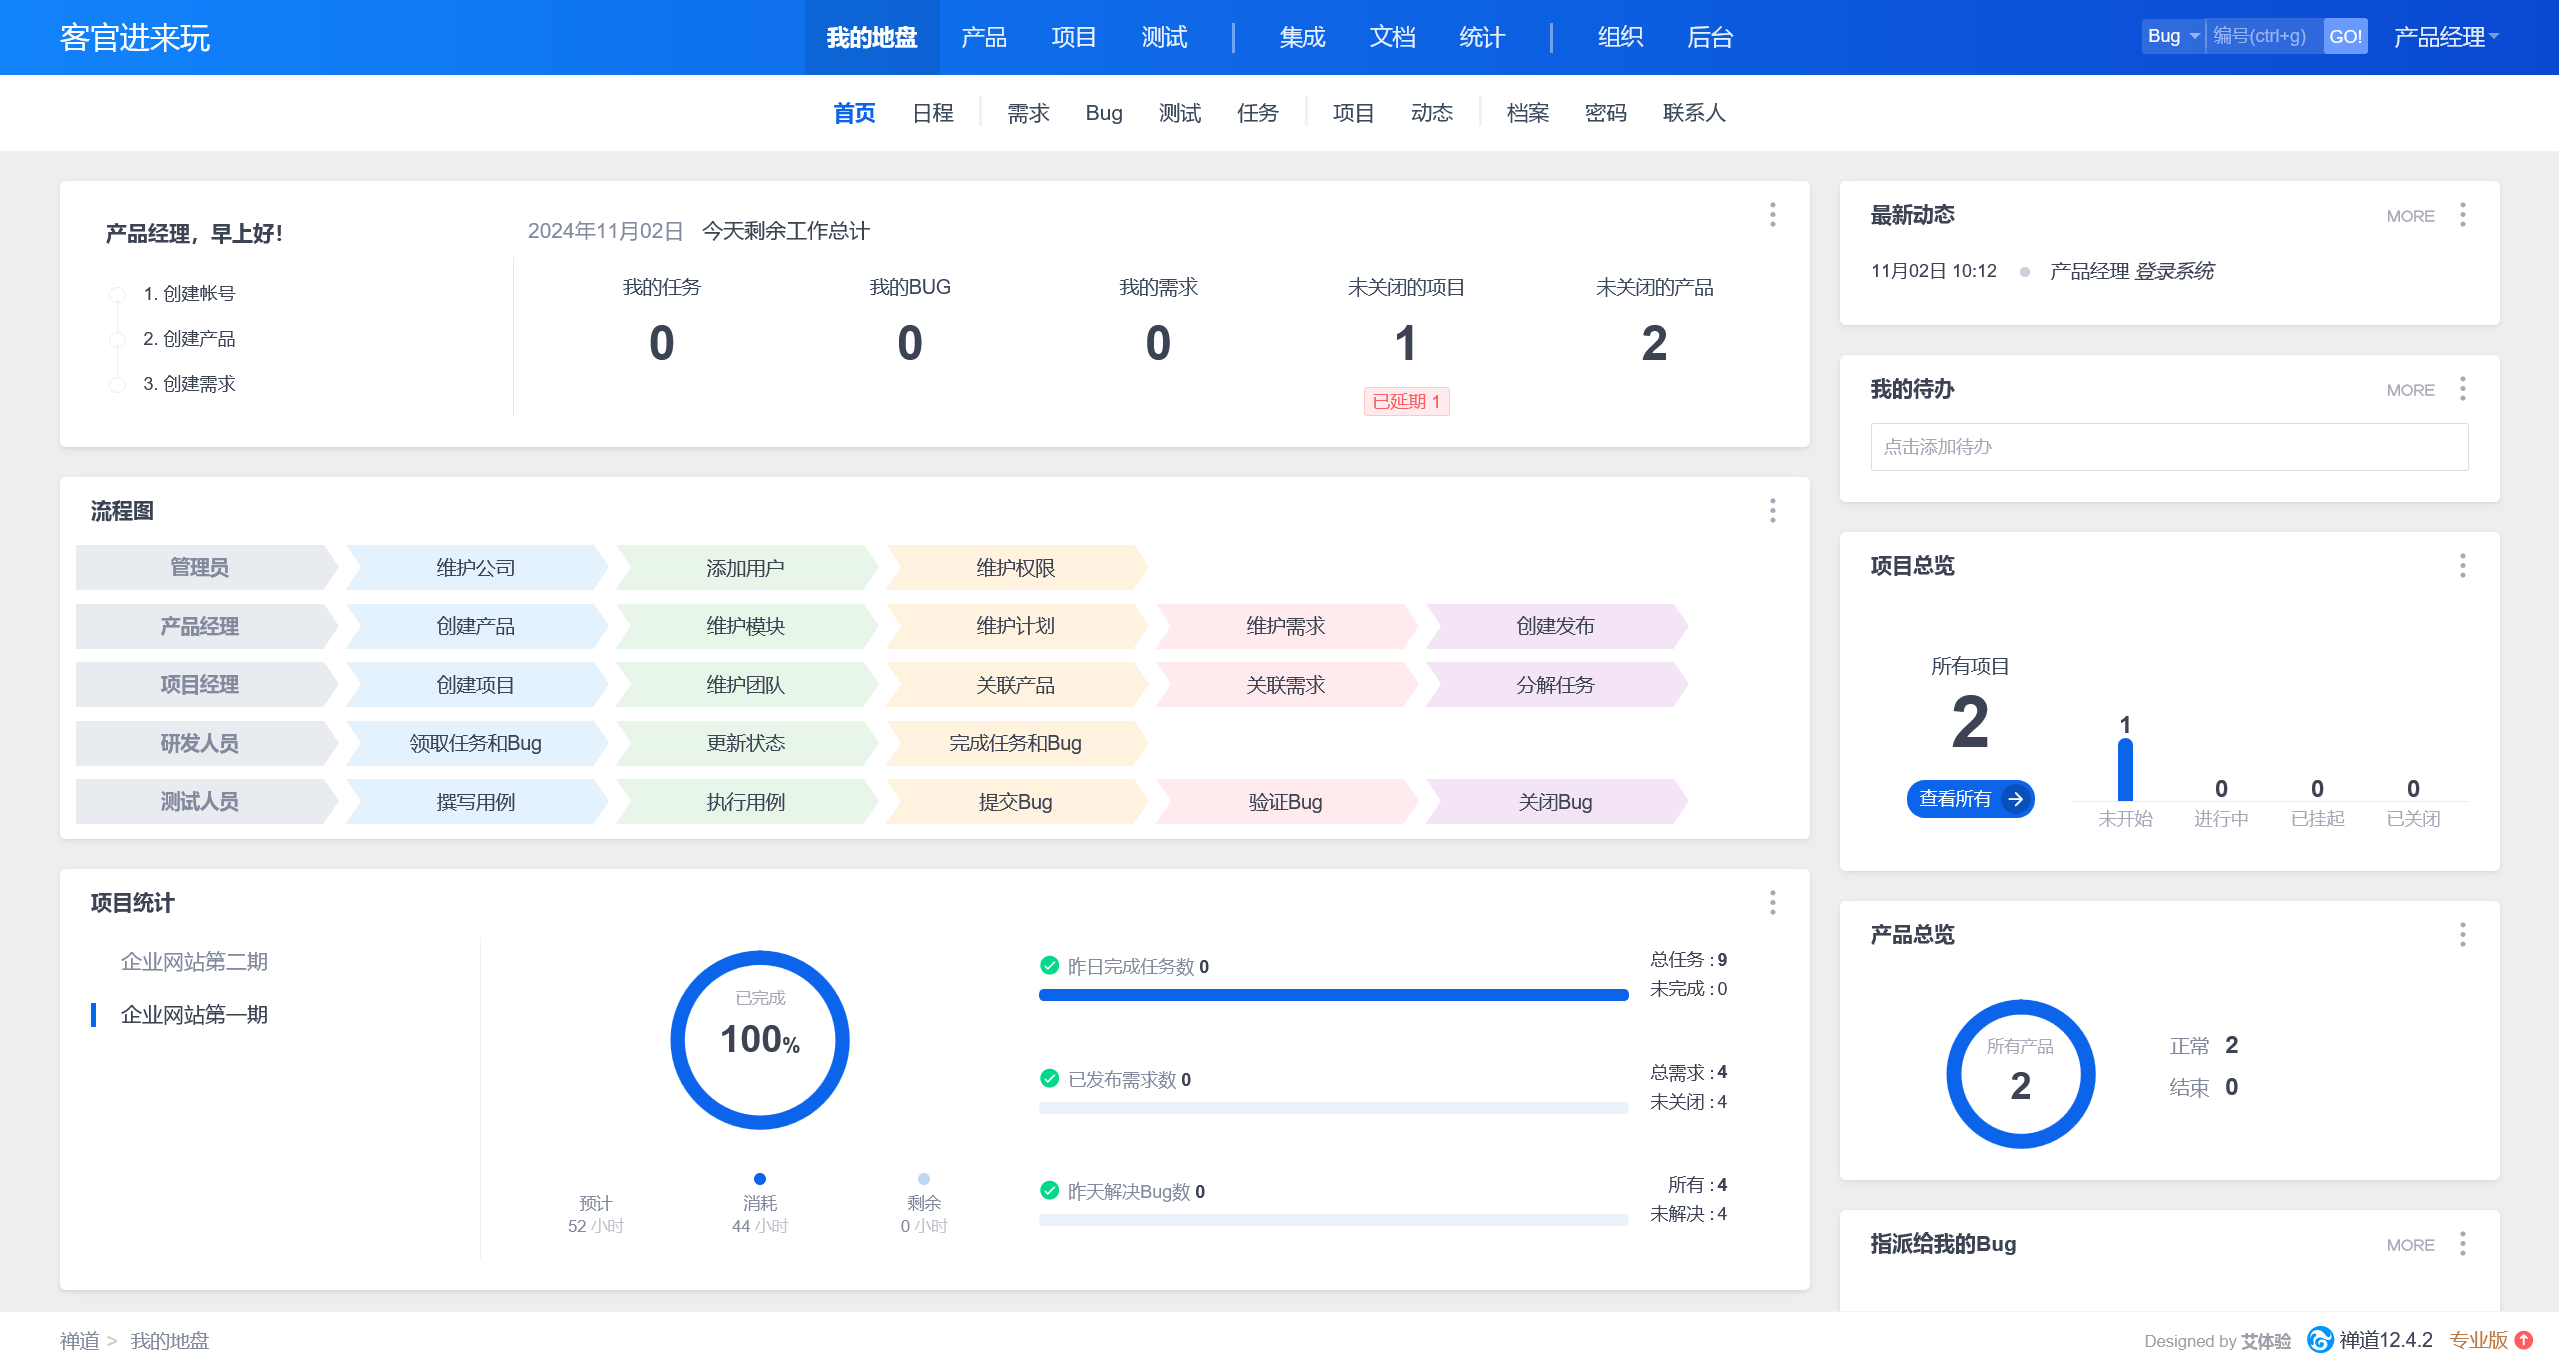 客官进来玩
我的地盘 产品 项目 测试 集成 文档 统计 组织 后台
Bug 编号(ctrl+g) GO! 产品经理
首页 日程 需求 Bug 测试 任务 项目 动态 档案 密码 联系人
产品经理，早上好！
1. 创建帐号
2. 创建产品
3. 创建需求
2024年11月02日 今天剩余工作总计
我的任务 我的BUG 我的需求 未关闭的项目 未关闭的产品
0 0 0 1 2
已延期 1
流程图
管理员 维护公司 添加用户 维护权限
产品经理 创建产品 维护模块 维护计划 维护需求 创建发布
项目经理 创建项目 维护团队 关联产品 关联需求 分解任务
研发人员 领取任务和Bug 更新状态 完成任务和Bug
测试人员 撰写用例 执行用例 提交Bug 验证Bug 关闭Bug
项目统计
企业网站第二期
企业网站第一期
已完成
100%
预计 消耗 剩余
52 小时 44 小时 0 小时
昨日完成任务数 0
总任务 : 9
未完成 : 0
已发布需求数 0
总需求 : 4
未关闭 : 4
昨天解决Bug数 0
所有 : 4
未解决 : 4
最新动态 MORE
11月02日 10:12 产品经理 登录系统
我的待办 MORE
点击添加待办
项目总览
所有项目
2
查看所有
1 0 0 0
未开始 进行中 已挂起 已关闭
产品总览
所有产品
2
正常 2
结束 0
指派给我的Bug MORE
禅道 > 我的地盘
Designed by 艾体验 禅道12.4.2 专业版